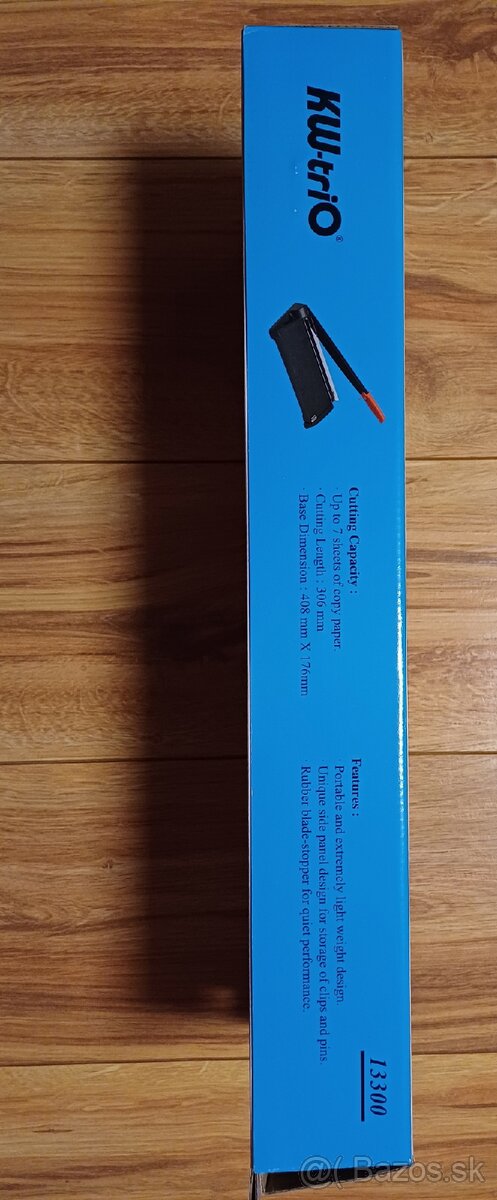 KW-triO®
Cutting Capacity :
· Up to 7 sheets of copy paper.
· Cutting Length : 306 mm
· Base Dimension : 408 mm X 176mm
Features :
· Portable and extremely light weight design.
· Unique side panel design for storage of clips and pins.
· Rubber blade-stopper for quiet performance.
13300
@( Bazos.sk